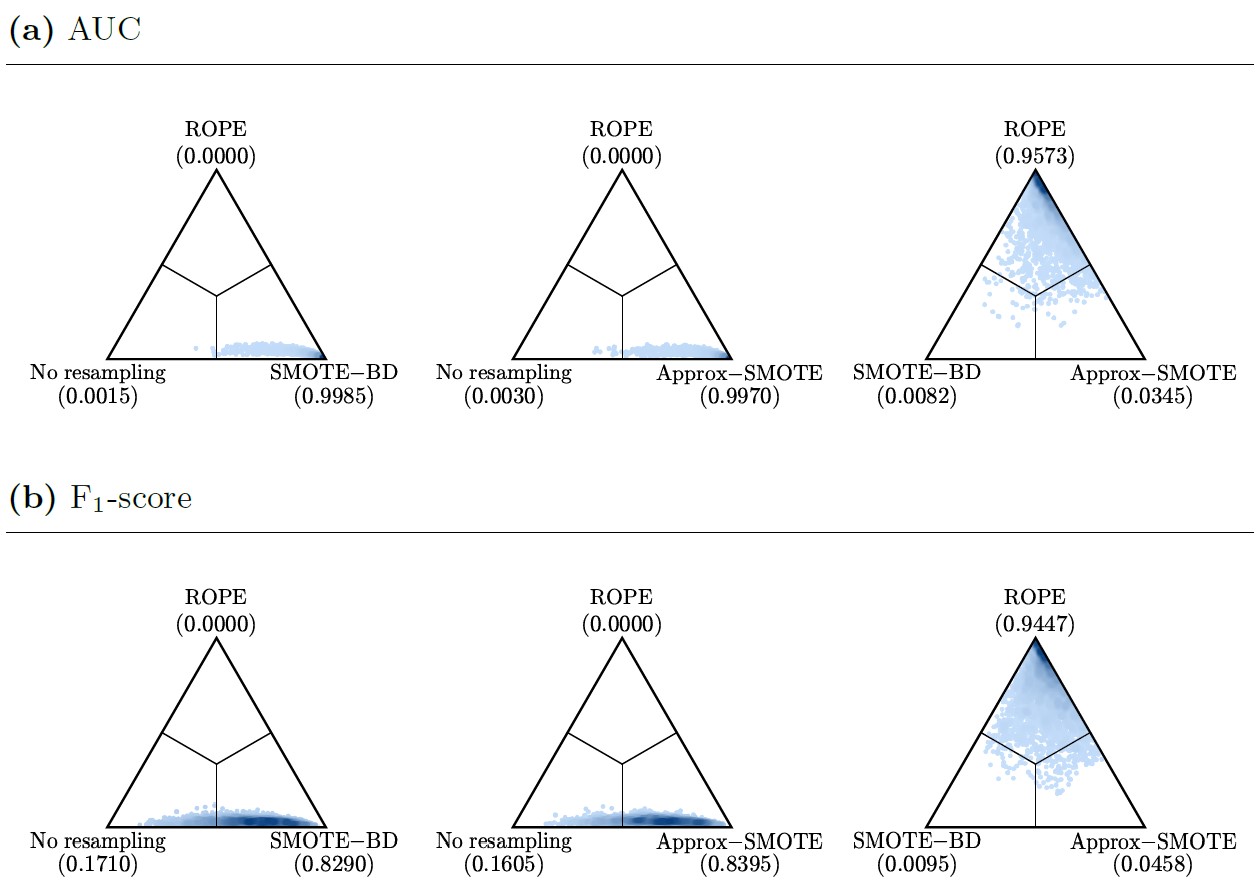 (a) AUC
ROPE ROPE ROPE
(0.0000) (0.0000) (0.9573)
No resampling SMOTE−BD No resampling Approx−SMOTE SMOTE−BD Approx−SMOTE
(0.0015) (0.9985) (0.0030) (0.9970) (0.0082) (0.0345)
(b) F₁-score
ROPE ROPE ROPE
(0.0000) (0.0000) (0.9447)
No resampling SMOTE−BD No resampling Approx−SMOTE SMOTE−BD Approx−SMOTE
(0.1710) (0.8290) (0.1605) (0.8395) (0.0095) (0.0458)